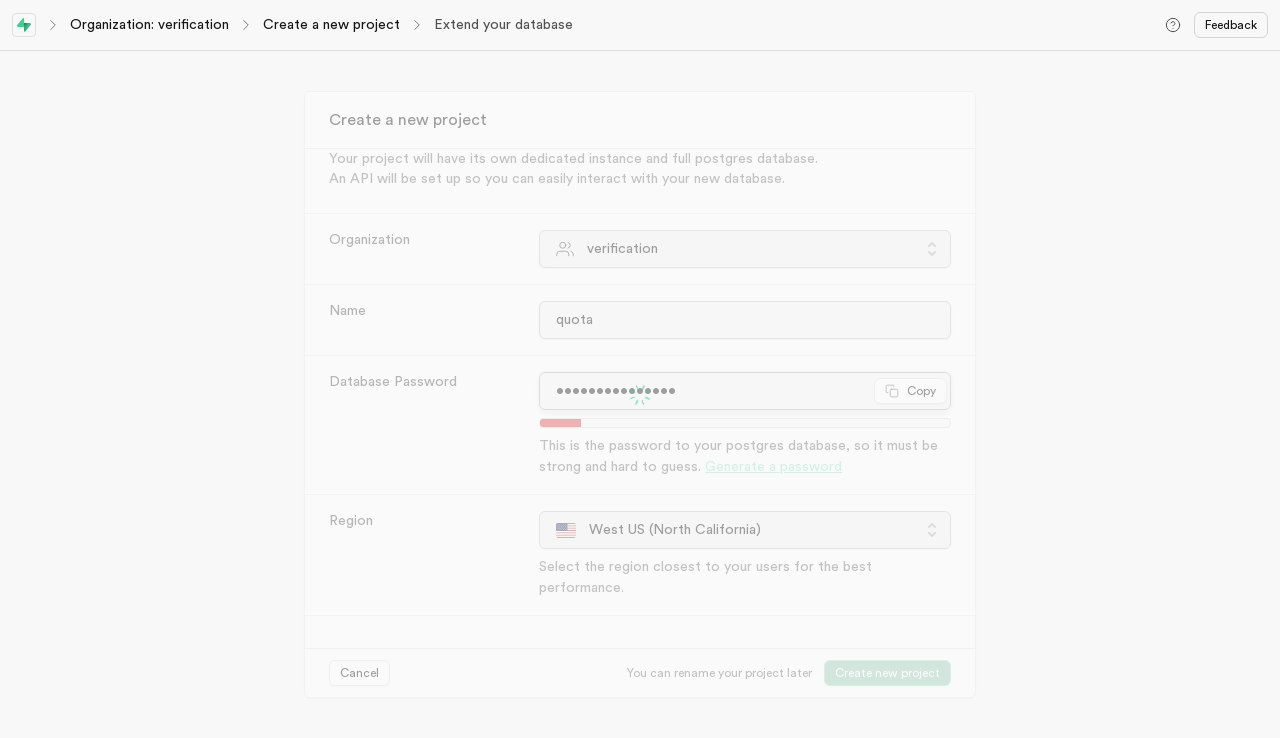 Organization: verification
Create a new project
Extend your database
Feedback
Create a new project
Your project will have its own dedicated instance and full postgres database.
An API will be set up so you can easily interact with your new database.
Organization
verification
Name
quota
Database Password
Copy
This is the password to your postgres database, so it must be
strong and hard to guess. Generate a password
Region
West US (North California)
Select the region closest to your users for the best
performance.
Cancel
You can rename your project later
Create new project